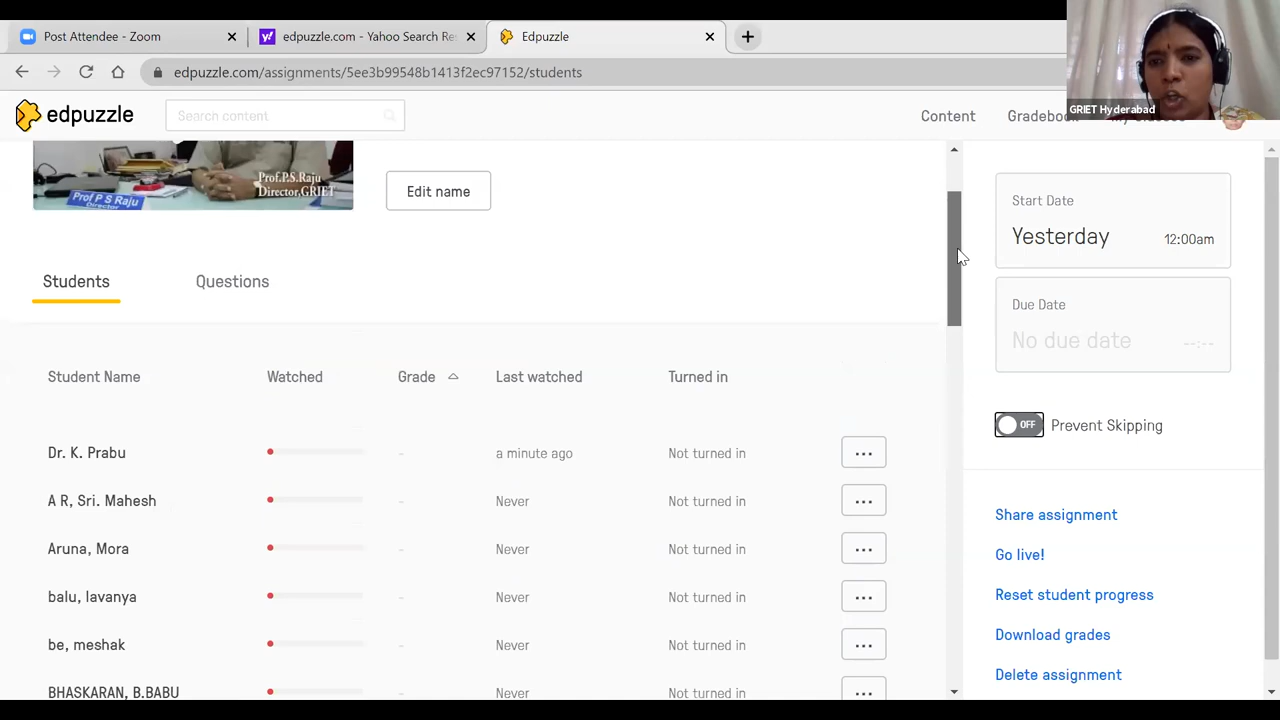 Post Attendee - Zoom
edpuzzle.com - Yahoo Search Re
Edpuzzle
edpuzzle.com/assignments/5ee3b99548b1413f2ec97152/students
edpuzzle
Search content
Content
Gradebook
GRIET Hyderabad
Prof.P.S.Raju
Director,GRIET
Prof P S Raju
Director
Edit name
Start Date
Yesterday 12:00am
Due Date
No due date --:--
Students Questions
Student Name Watched Grade Last watched Turned in
OFF Prevent Skipping
Dr. K. Prabu - a minute ago Not turned in ...
A R, Sri. Mahesh - Never Not turned in ...
Aruna, Mora - Never Not turned in ...
balu, lavanya - Never Not turned in ...
be, meshak - Never Not turned in ...
BHASKARAN, B.BABU Never Not turned in ...
Share assignment
Go live!
Reset student progress
Download grades
Delete assignment